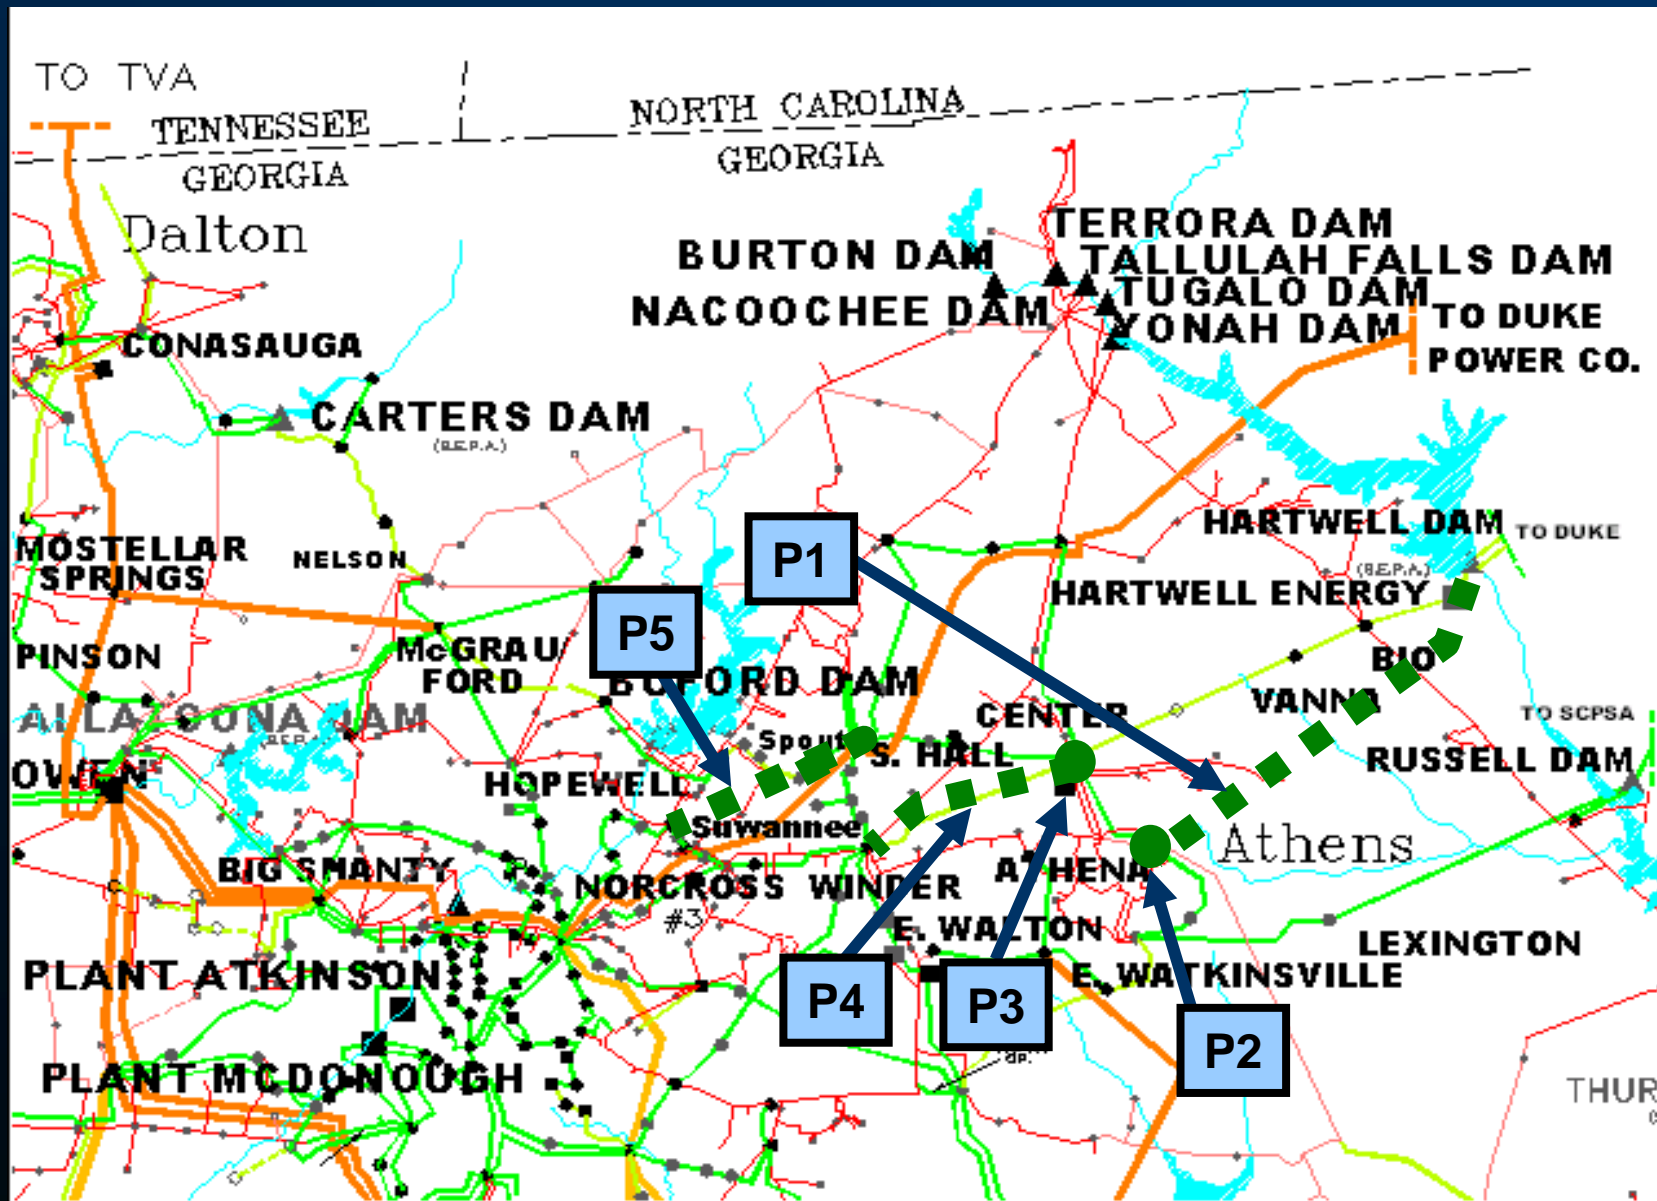 TO TVA
TENNESSEE
GEORGIA
NORTH CAROLINA
GEORGIA
Dalton
TERRORA DAM
BURTON DAM
TALLULAH FALLS DAM
TUGALO DAM
NACOOCHEE DAM
YONAH DAM
TO DUKE
POWER CO.
CONASAUGA
CARTERS DAM
(S.E.P.A.)
HARTWELL DAM
TO DUKE
MOSTELLAR
SPRINGS
NELSON
P1
(S.E.P.A.)
HARTWELL ENERGY
P5
PINSON
McGRAU
FORD
BUFORD DAM
BIO
VANNA
CENTER
TO SCPSA
Spout
S. HALL
RUSSELL DAM
HOPEWELL
Suwannee
Athens
BIG SHANTY
NORCROSS
#3
WINDER
ATHENA
E. WALTON
LEXINGTON
PLANT ATKINSON
E. WATKINSVILLE
P4
P3
P2
PLANT MCDONOUGH
THUR